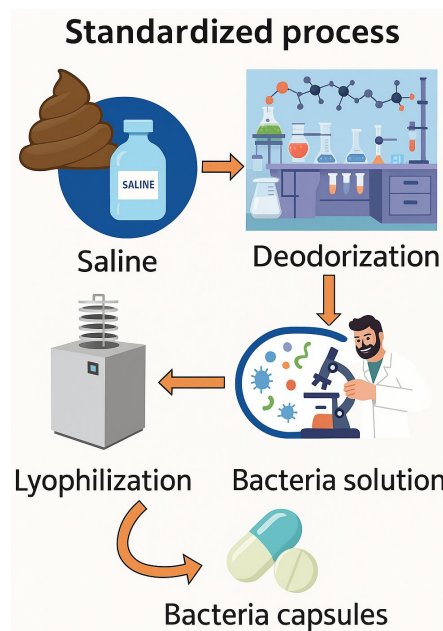 Standardized process
SALINE
Saline
Deodorization
Lyophilization
Bacteria solution
Bacteria capsules